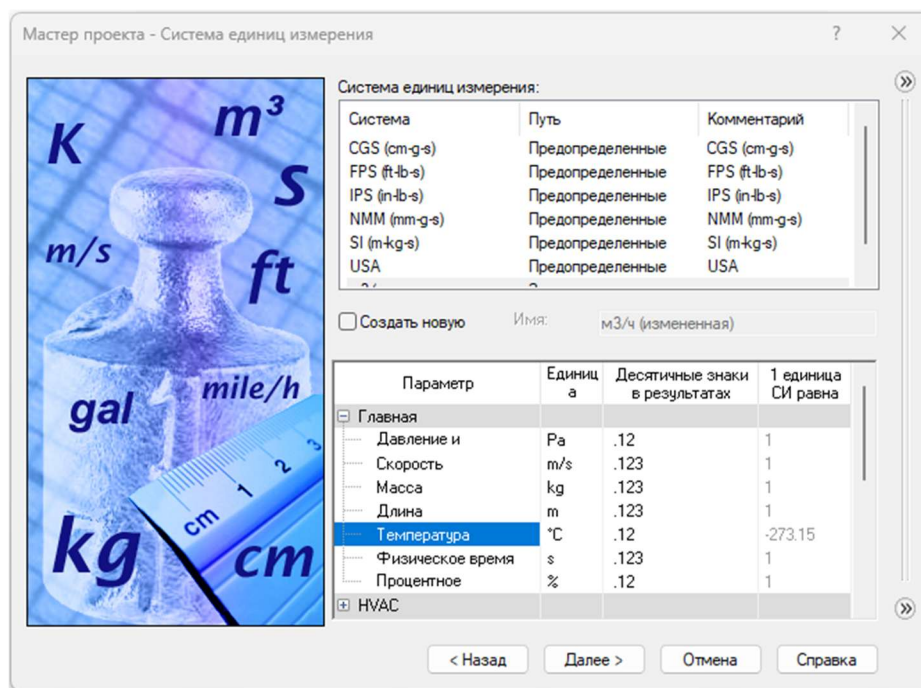 Мастер проекта - Система единиц измерения
?
K
m³
S
m/s
ft
gal
mile/h
1 2 3
cm
kg
cm
Система единиц измерения:
Система Путь Комментарий
CGS (cm-g-s) Предопределенные CGS (cm-g-s)
FPS (ft-lb-s) Предопределенные FPS (ft-lb-s)
IPS (in-lb-s) Предопределенные IPS (in-lb-s)
NMM (mm-g-s) Предопределенные NMM (mm-g-s)
SI (m-kg-s) Предопределенные SI (m-kg-s)
USA Предопределенные USA
Создать новую Имя: м3/ч (измененная)
Параметр Единиц Десятичные знаки 1 единица
а в результатах СИ равна
Главная
Давление и Pa .12 1
Скорость m/s .123 1
Масса kg .123 1
Длина m .123 1
Температура °C .12 -273.15
Физическое время s .123 1
Процентное % .12 1
HVAC
< Назад Далее > Отмена Справка